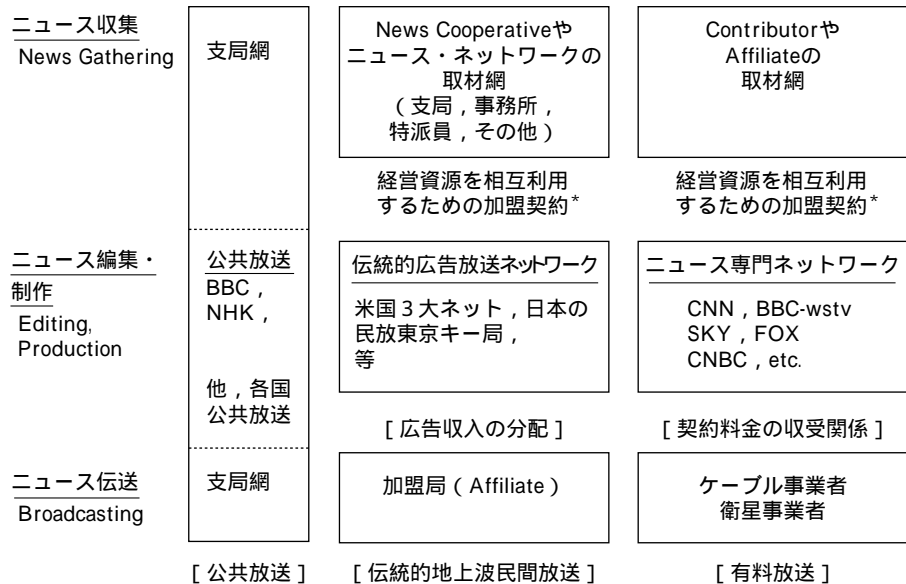 ニュース収集
News Gathering
支局網
News Cooperativeや
ニュース・ネットワークの
取材網
(支局,事務所,
特派員,その他)
Contributorや
Affiliateの
取材網
経営資源を相互利用
するための加盟契約*
経営資源を相互利用
するための加盟契約*
ニュース編集・
制作
Editing,
Production
公共放送
BBC,
NHK,
他,各国
公共放送
伝統的広告放送ネットワーク
米国3大ネット,日本の
民放東京キー局,
等
ニュース専門ネットワーク
CNN,BBC-wstv
SKY,FOX
CNBC,etc.
[広告収入の分配]
[契約料金の収受関係]
ニュース伝送
Broadcasting
支局網
加盟局(Affiliate)
ケーブル事業者
衛星事業者
[公共放送]
[伝統的地上波民間放送]
[有料放送]